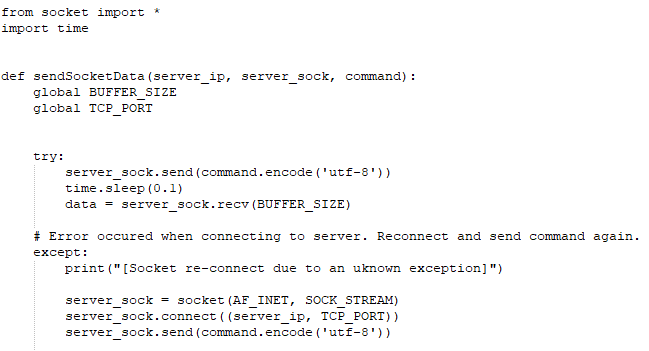 from socket import *
import time
def sendSocketData(server_ip, server_sock, command):
    global BUFFER_SIZE
    global TCP_PORT
    try:
        server_sock.send(command.encode('utf-8'))
        time.sleep(0.1)
        data = server_sock.recv(BUFFER_SIZE)
    # Error occured when connecting to server. Reconnect and send command again.
    except:
        print("[Socket re-connect due to an uknown exception]")
        server_sock = socket(AF_INET, SOCK_STREAM)
        server_sock.connect((server_ip, TCP_PORT))
        server_sock.send(command.encode('utf-8'))